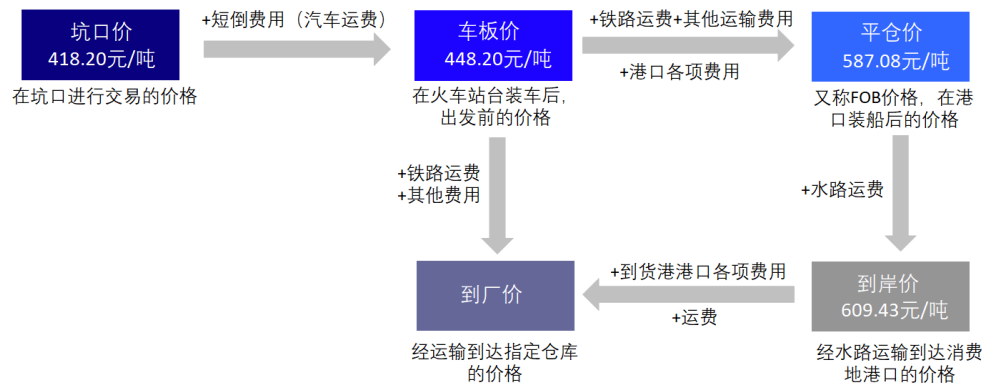 坑口价
418.20元/吨
在坑口进行交易的价格
+短倒费用（汽车运费）
车板价
448.20元/吨
在火车站台装车后，
出发前的价格
+铁路运费+其他运输费用
+港口各项费用
平仓价
587.08元/吨
又称FOB价格，在港
口装船后的价格
+铁路运费
+其他费用
+水路运费
到厂价
经运输到达指定仓库
的价格
+到货港港口各项费用
+运费
到岸价
609.43元/吨
经水路运输到达消费
地港口的价格